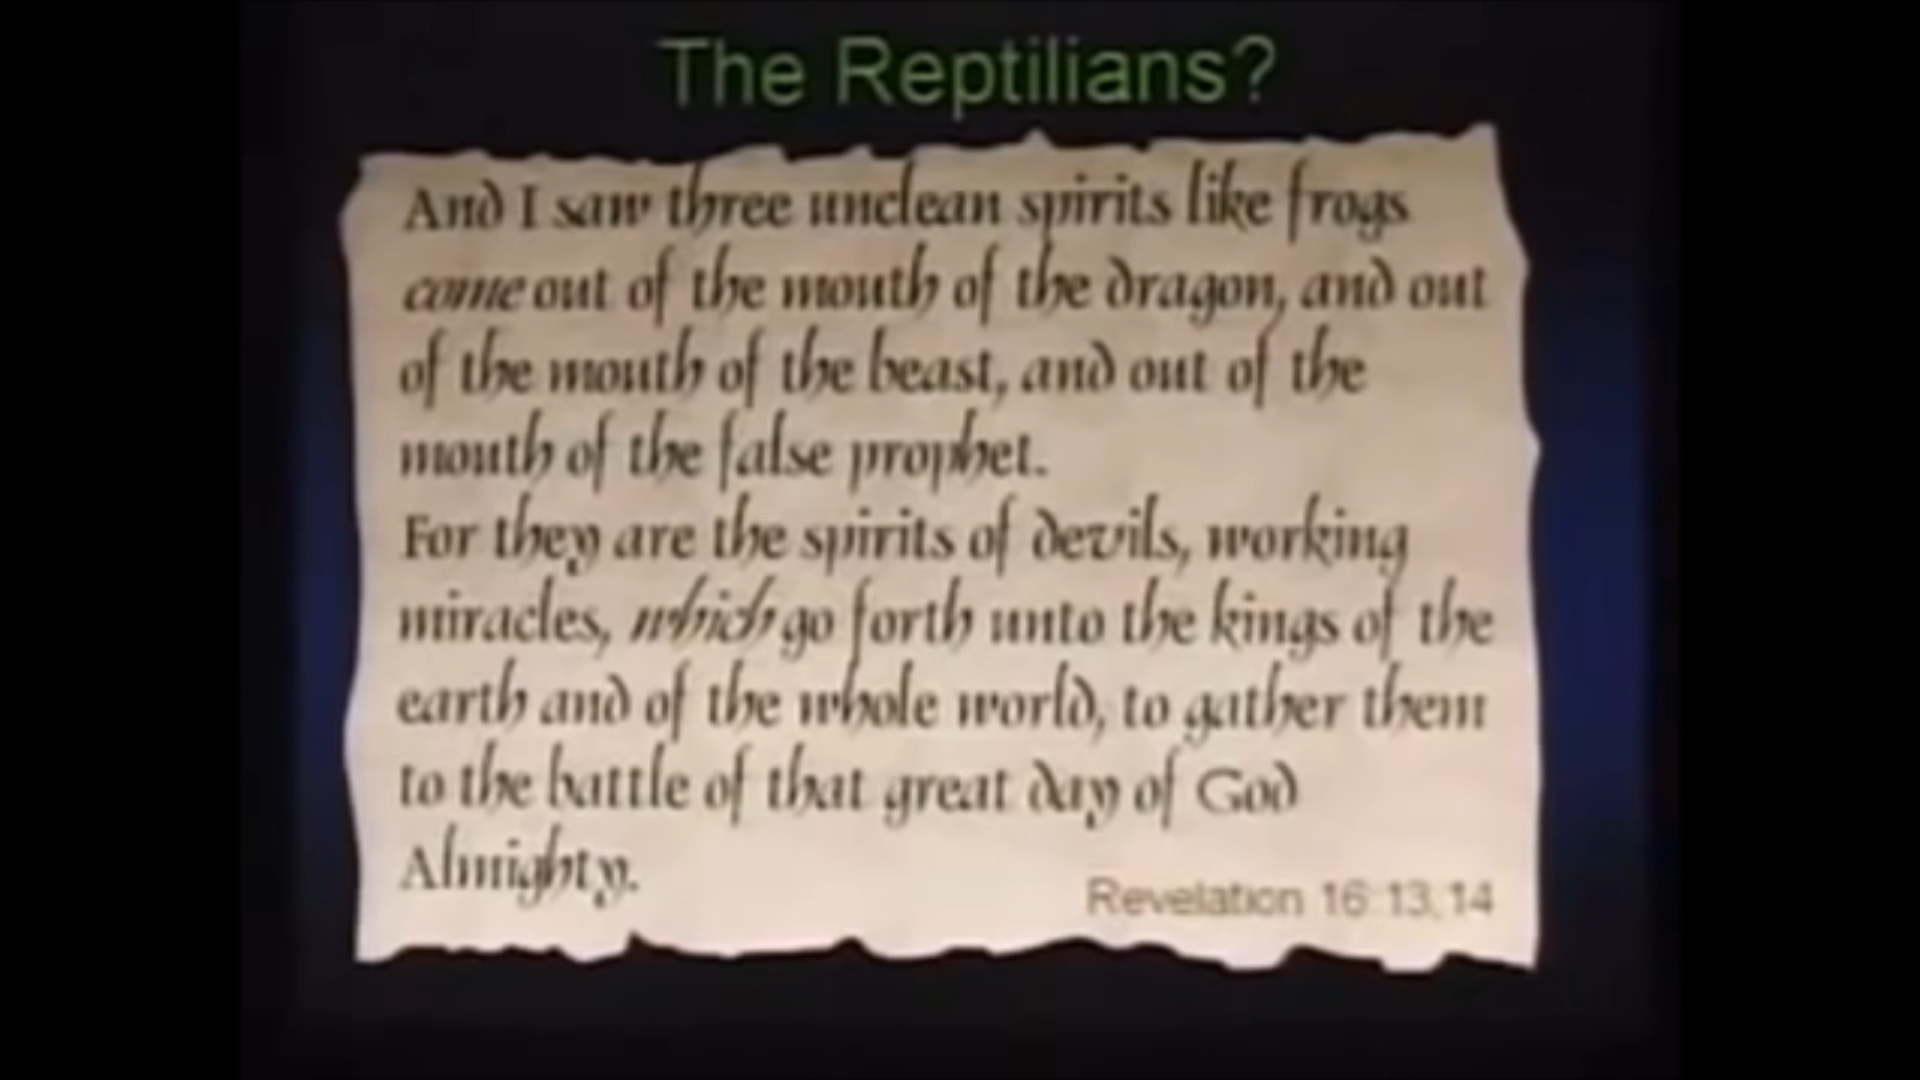 The Reptilians?
And I saw three unclean spirits like frogs
come out of the mouth of the dragon, and out
of the mouth of the beast, and out of the
mouth of the false prophet.
For they are the spirits of devils, working
miracles, which go forth unto the kings of the
earth and of the whole world, to gather them
to the battle of that great day of God
Almighty.
Revelation 16:13,14